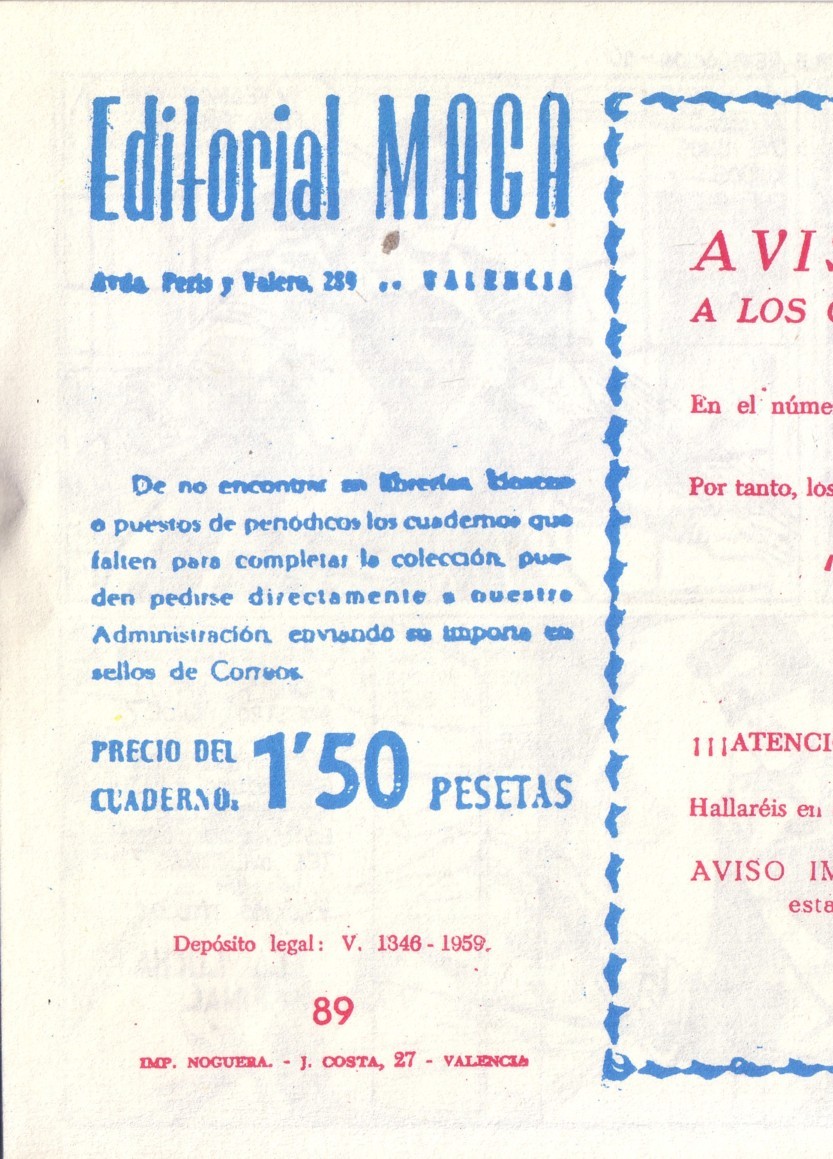 Editorial MAGA
Avda. Peris y Valero, 289 .. VALENCIA
De no encontrar en librerías, kioscos
o puestos de periódicos los cuadernos que
falten para completar la colección, pue-
den pedirse directamente a nuestra
Administración, enviando su importe en
sellos de Correos.
PRECIO DEL
CUADERNO: 1'50 PESETAS
Depósito legal: V. 1346 - 1959.
89
IMP. NOGUERA. - J. COSTA, 27 - VALENCIA
AVIS
A LOS
En el núme
Por tanto, los
¡¡¡ATENCI
Hallaréis en
AVISO IM
esta